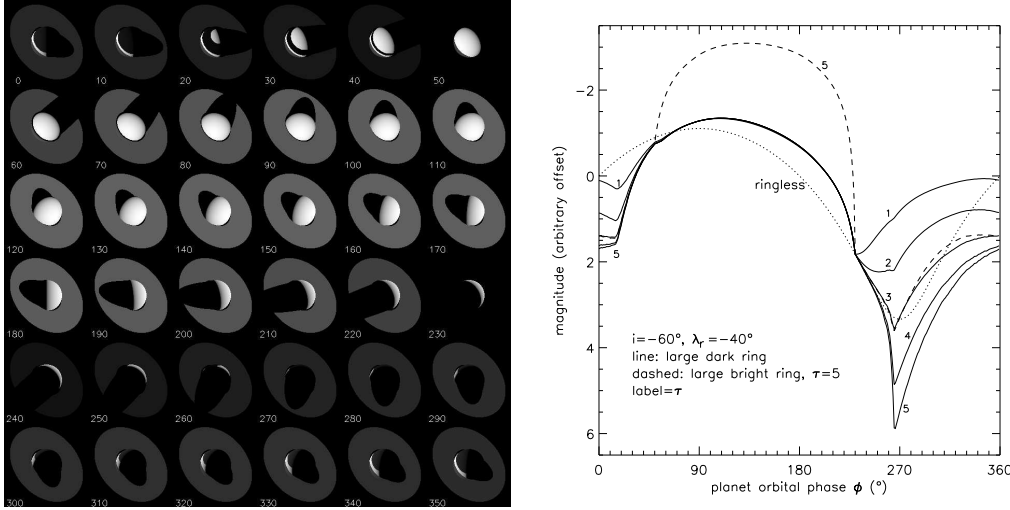 0 10 20 30 40 50
60 70 80 90 100 110
120 130 140 150 160 170
180 190 200 210 220 230
240 250 260 270 280 290
300 310 320 330 340 350
magnitude (arbitrary offset)
−2
0
2
4
6
5
1
ringless
1
2
3
4
5
5
i=−60°, λr=−40°
line: large dark ring
dashed: large bright ring, τ=5
label=τ
0 90 180 270 360
planet orbital phase ϕ (°)